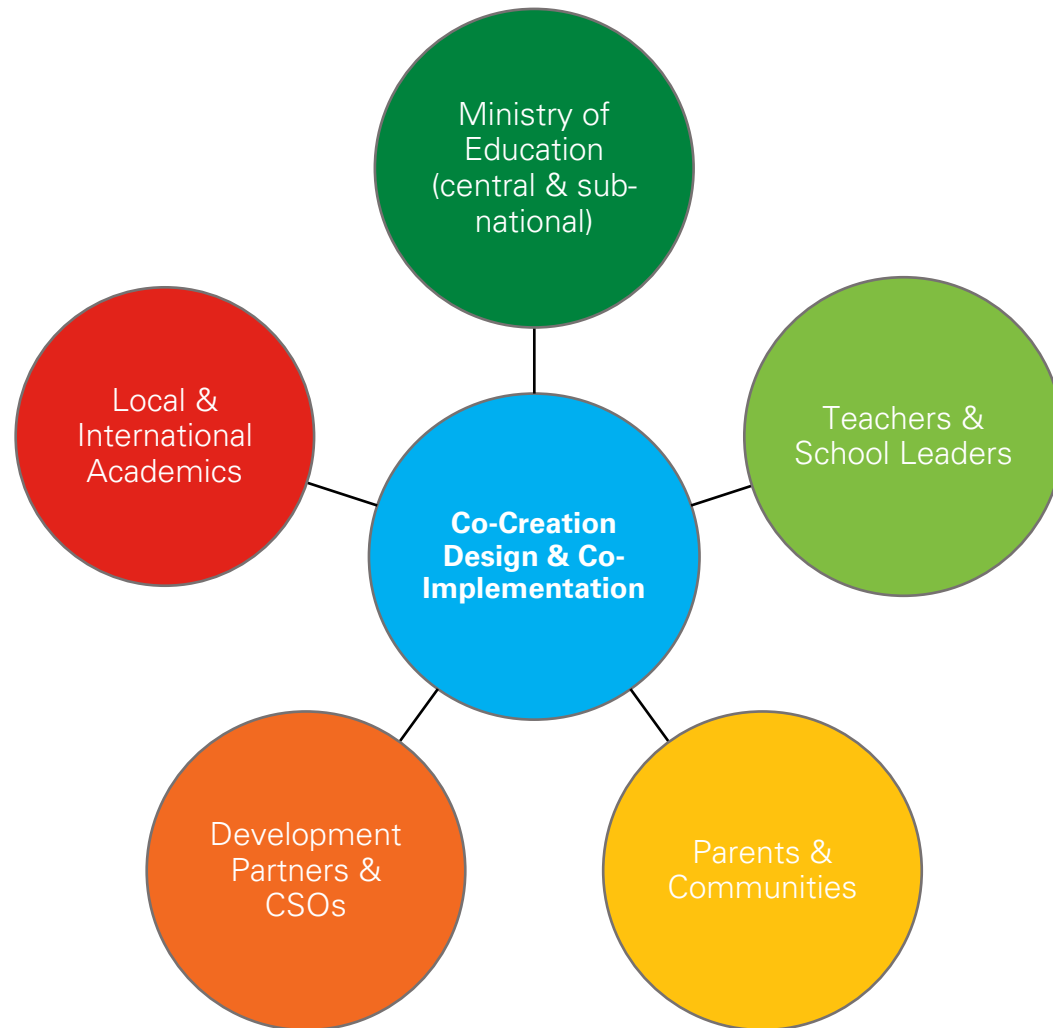 Ministry of
Education
(central & sub-
national)
Local &
International
Academics
Teachers &
School Leaders
Co-Creation
Design & Co-
Implementation
Development
Partners &
CSOs
Parents &
Communities